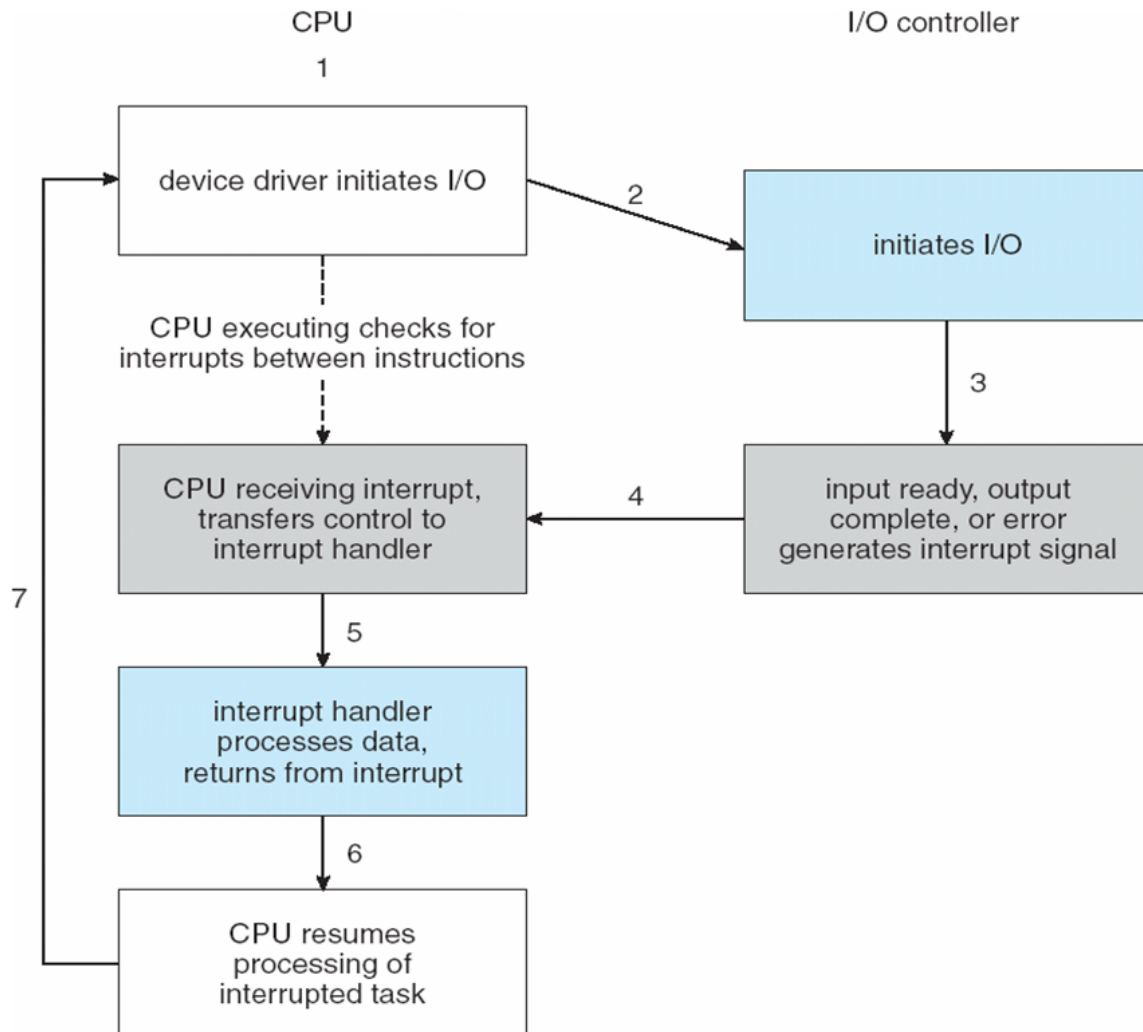 CPU
I/O controller
1
device driver initiates I/O
2
initiates I/O
CPU executing checks for
interrupts between instructions
3
CPU receiving interrupt,
transfers control to
interrupt handler
4
input ready, output
complete, or error
generates interrupt signal
7
5
interrupt handler
processes data,
returns from interrupt
6
CPU resumes
processing of
interrupted task